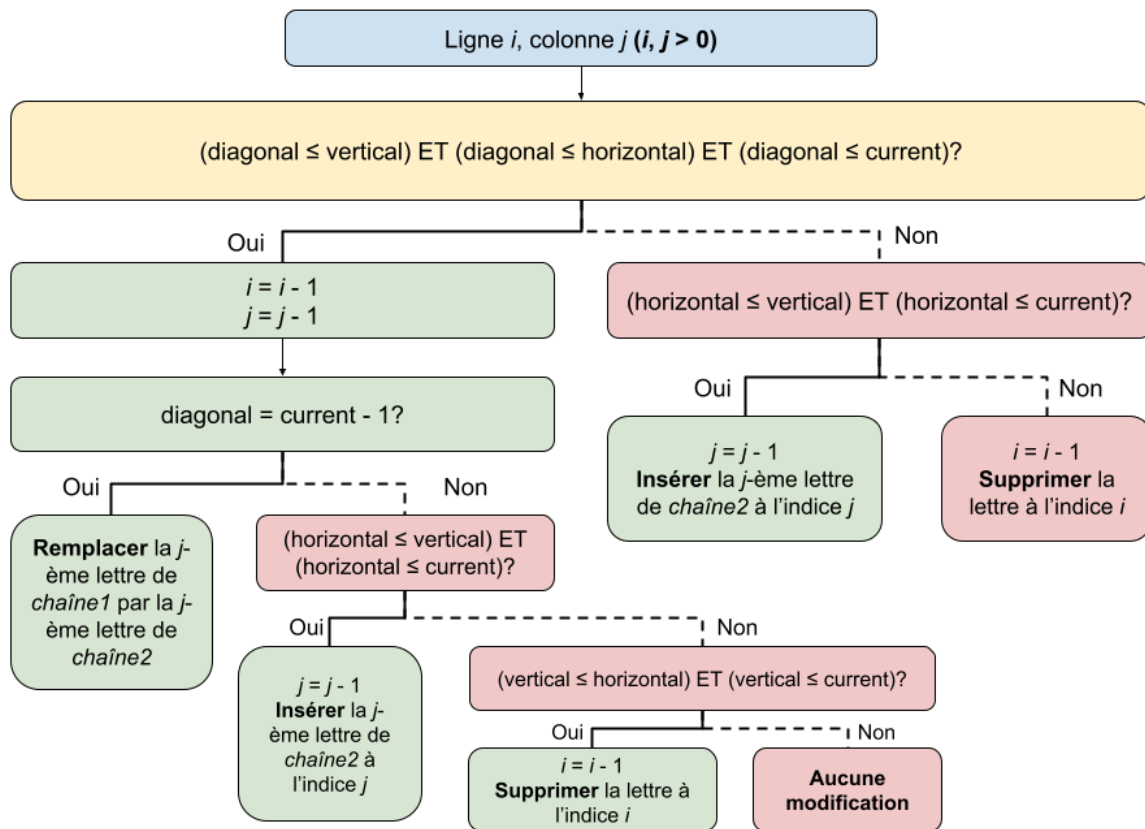 Ligne i, colonne j (i, j > 0)
(diagonal ≤ vertical) ET (diagonal ≤ horizontal) ET (diagonal ≤ current)?
Oui
Non
i = i - 1
j = j - 1
(horizontal ≤ vertical) ET (horizontal ≤ current)?
diagonal = current - 1?
Oui
Non
j = j - 1
Insérer la j-ème lettre
de chaîne2 à l'indice j
i = i - 1
Supprimer la
lettre à l'indice i
Oui
Non
Remplacer la j-
ème lettre de
chaîne1 par la j-
ème lettre de
chaîne2
(horizontal ≤ vertical) ET
(horizontal ≤ current)?
Oui
Non
j = j - 1
Insérer la j-
ème lettre de
chaîne2 à
l'indice j
(vertical ≤ horizontal) ET (vertical ≤ current)?
Oui
Non
i = i - 1
Supprimer la lettre à
l'indice i
Aucune
modification